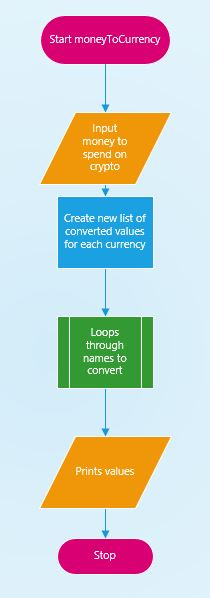 Start moneyToCurrency
Input
money to
spend on
crypto
Create new list of
converted values
for each currency
Loops
through
names to
convert
Prints values
Stop